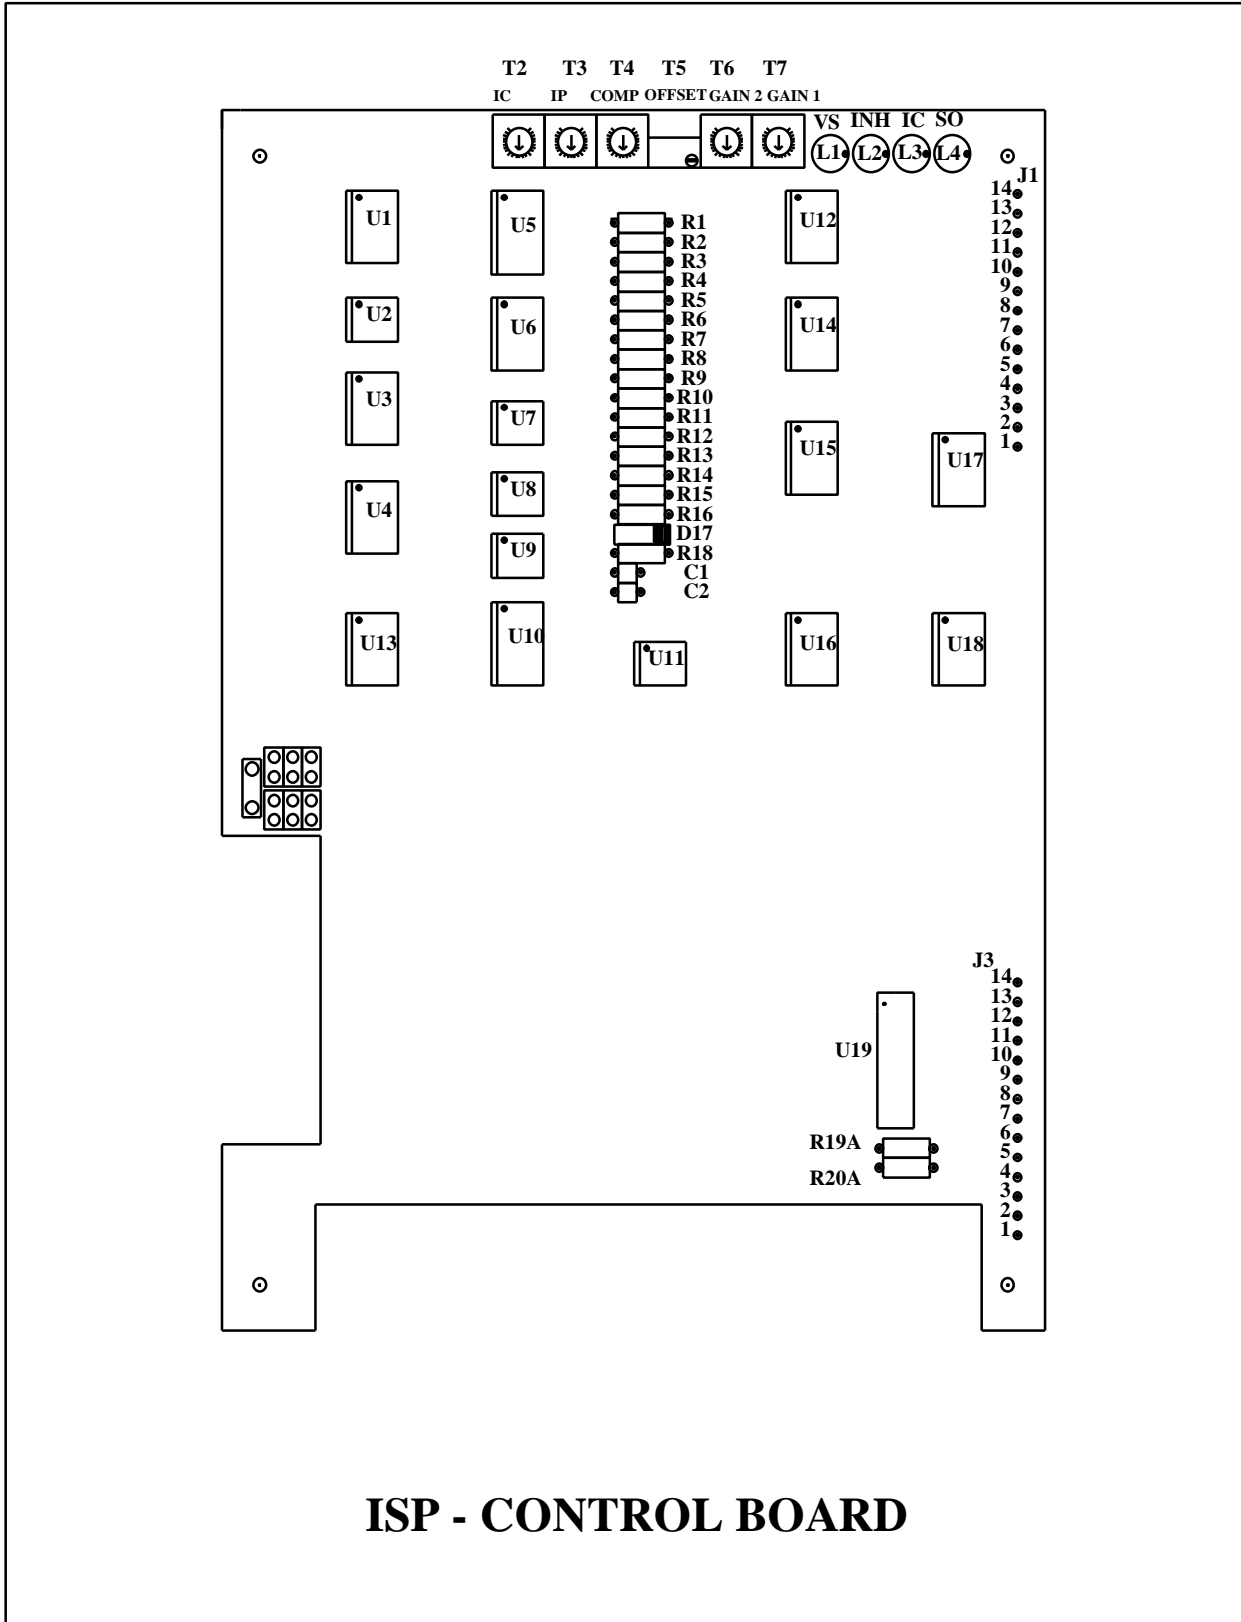 T2 T3 T4 T5 T6 T7
IC IP COMP OFFSET GAIN 2 GAIN 1
VS INH IC SO
L1 L2 L3 L4
J1
14
13
12
11
10
9
8
7
6
5
4
3
2
1
U1 U5 U12
R1
R2
R3
R4
R5
R6
R7
R8
R9
R10
R11
R12
R13
R14
R15
R16
D17
R18
C1
C2
U2 U6 U14
U3 U7 U15 U17
U4 U8
U9
U13 U10 U11 U16 U18
J3
14
13
12
11
10
9
8
7
6
5
4
3
2
1
U19
R19A
R20A
ISP - CONTROL BOARD